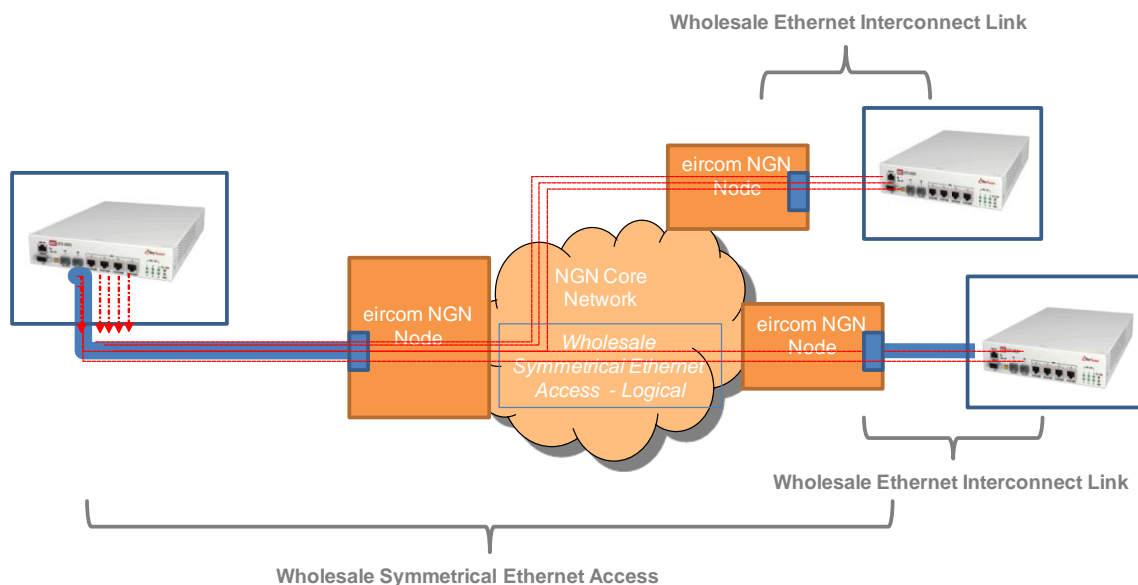 Wholesale Ethernet Interconnect Link
eircom NGN
Node
NGN Core
Network
eircom NGN
Node
eircom NGN
Node
Wholesale
Symmetrical Ethernet
Access - Logical
Wholesale Ethernet Interconnect Link
Wholesale Symmetrical Ethernet Access